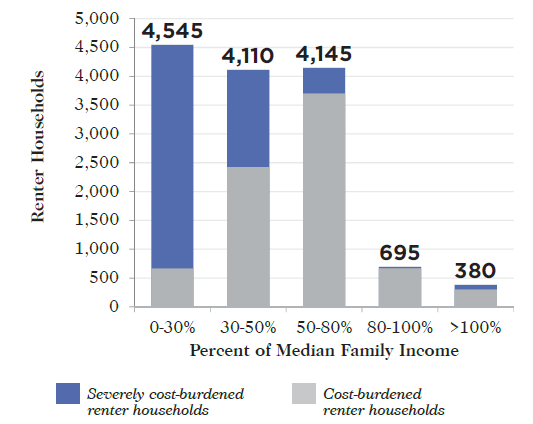 5,000
4,500
4,000
3,500
3,000
2,500
2,000
1,500
1,000
500
0
Renter Households
4,545
4,110
4,145
695
380
0-30% 30-50% 50-80% 80-100% >100%
Percent of Median Family Income
Severely cost-burdened
renter households
Cost-burdened
renter households